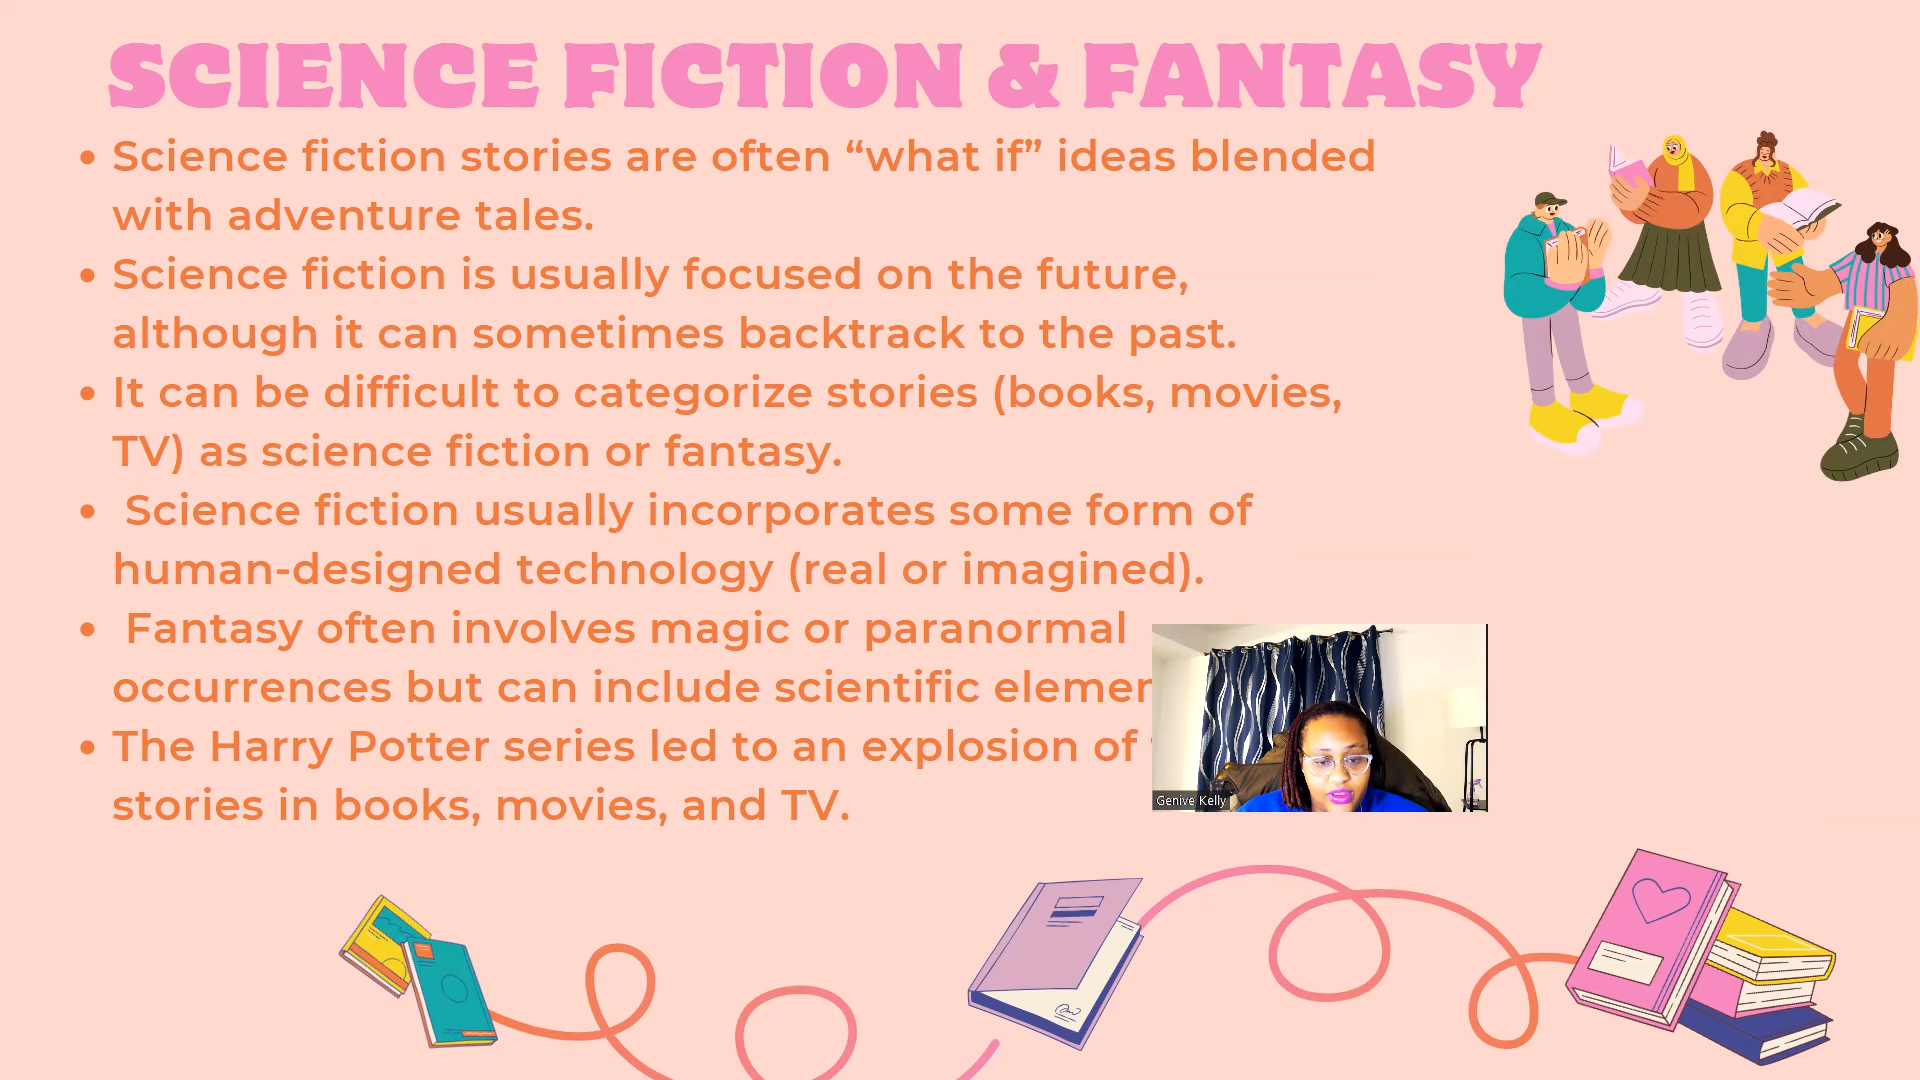 SCIENCE FICTION & FANTASY
• Science fiction stories are often “what if” ideas blended
with adventure tales.
• Science fiction is usually focused on the future,
although it can sometimes backtrack to the past.
• It can be difficult to categorize stories (books, movies,
TV) as science fiction or fantasy.
• Science fiction usually incorporates some form of
human-designed technology (real or imagined).
• Fantasy often involves magic or paranormal
occurrences but can include scientific
• The Harry Potter series led to an explosion of
stories in books, movies, and TV.
Genive Kelly